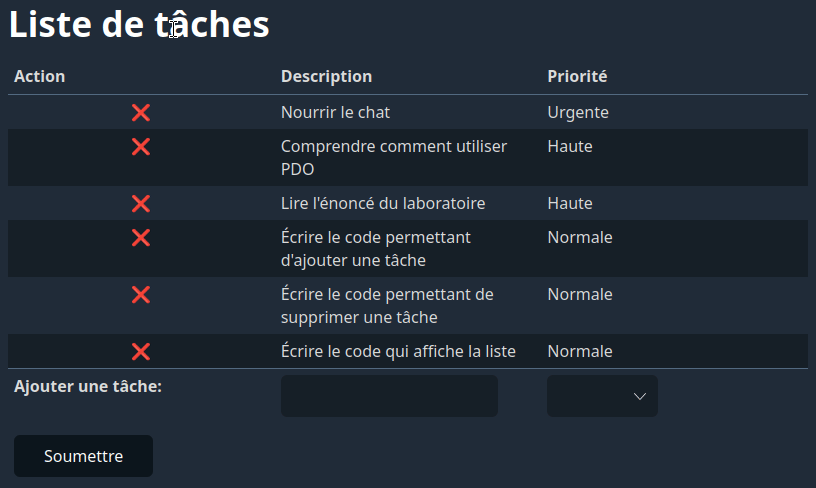 Liste de tâches
Action Description Priorité
❌ Nourrir le chat Urgente
❌ Comprendre comment utiliser Haute
PDO
❌ Lire l'énoncé du laboratoire Haute
❌ Écrire le code permettant Normale
d'ajouter une tâche
❌ Écrire le code permettant de Normale
supprimer une tâche
❌ Écrire le code qui affiche la liste Normale
Ajouter une tâche:
Soumettre